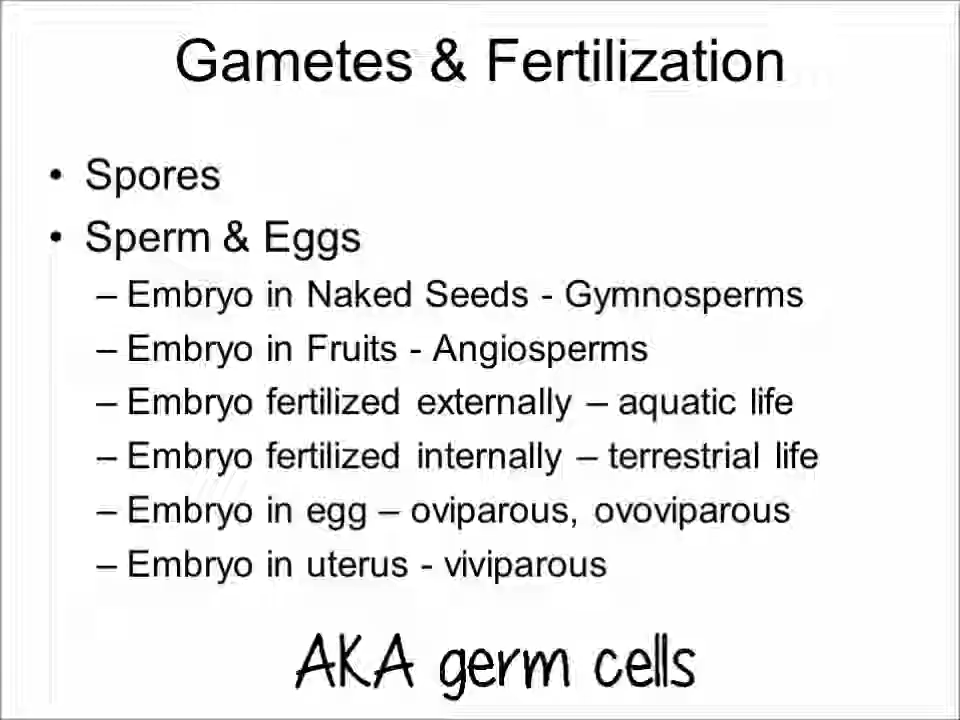 Gametes & Fertilization
• Spores
• Sperm & Eggs
– Embryo in Naked Seeds - Gymnosperms
– Embryo in Fruits - Angiosperms
– Embryo fertilized externally – aquatic life
– Embryo fertilized internally – terrestrial life
– Embryo in egg – oviparous, ovoviparous
– Embryo in uterus - viviparous
AKA germ cells